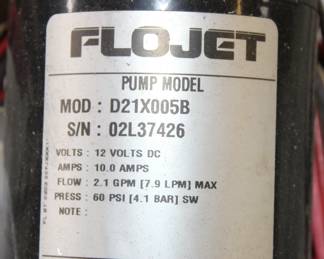 FLOJET
PUMP MODEL
MOD : D21X005B
S/N : 02L37426
VOLTS : 12 VOLTS DC
AMPS : 10.0 AMPS
FLOW : 2.1 GPM [7.9 LPM] MAX
PRESS : 60 PSI [4.1 BAR] SW
NOTE :